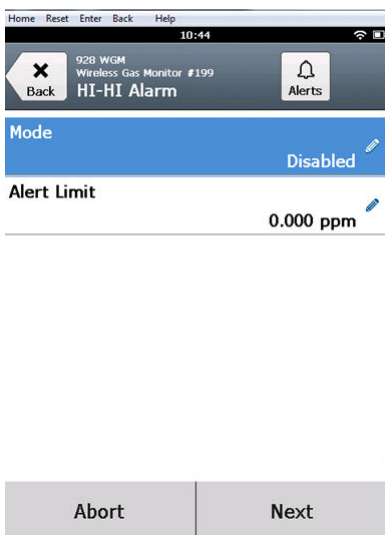 Home Reset Enter Back Help
10:44
928 WGM
Wireless Gas Monitor #199
HI-HI Alarm
Back
Alerts
Mode
Disabled
Alert Limit
0.000 ppm
Abort Next